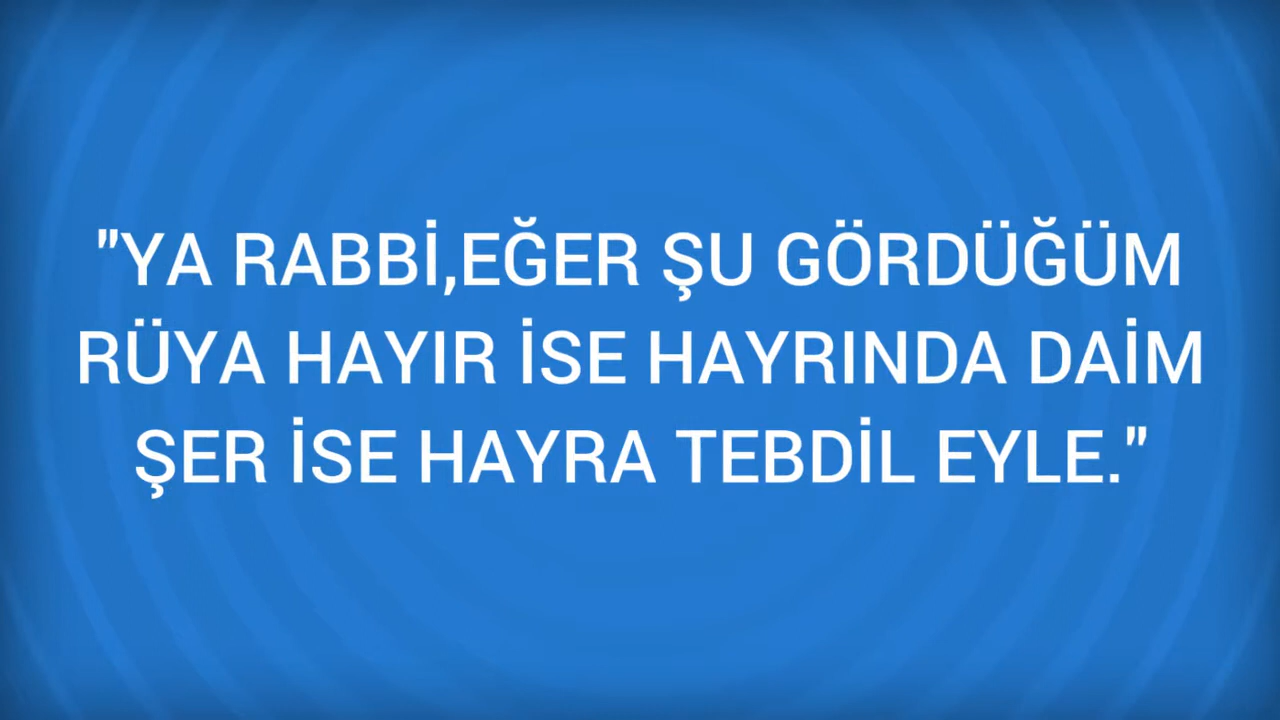 "YA RABBİ,EĞER ŞU GÖRDÜĞÜM
RÜYA HAYIR İSE HAYRINDA DAİM
ŞER İSE HAYRA TEBDİL EYLE."